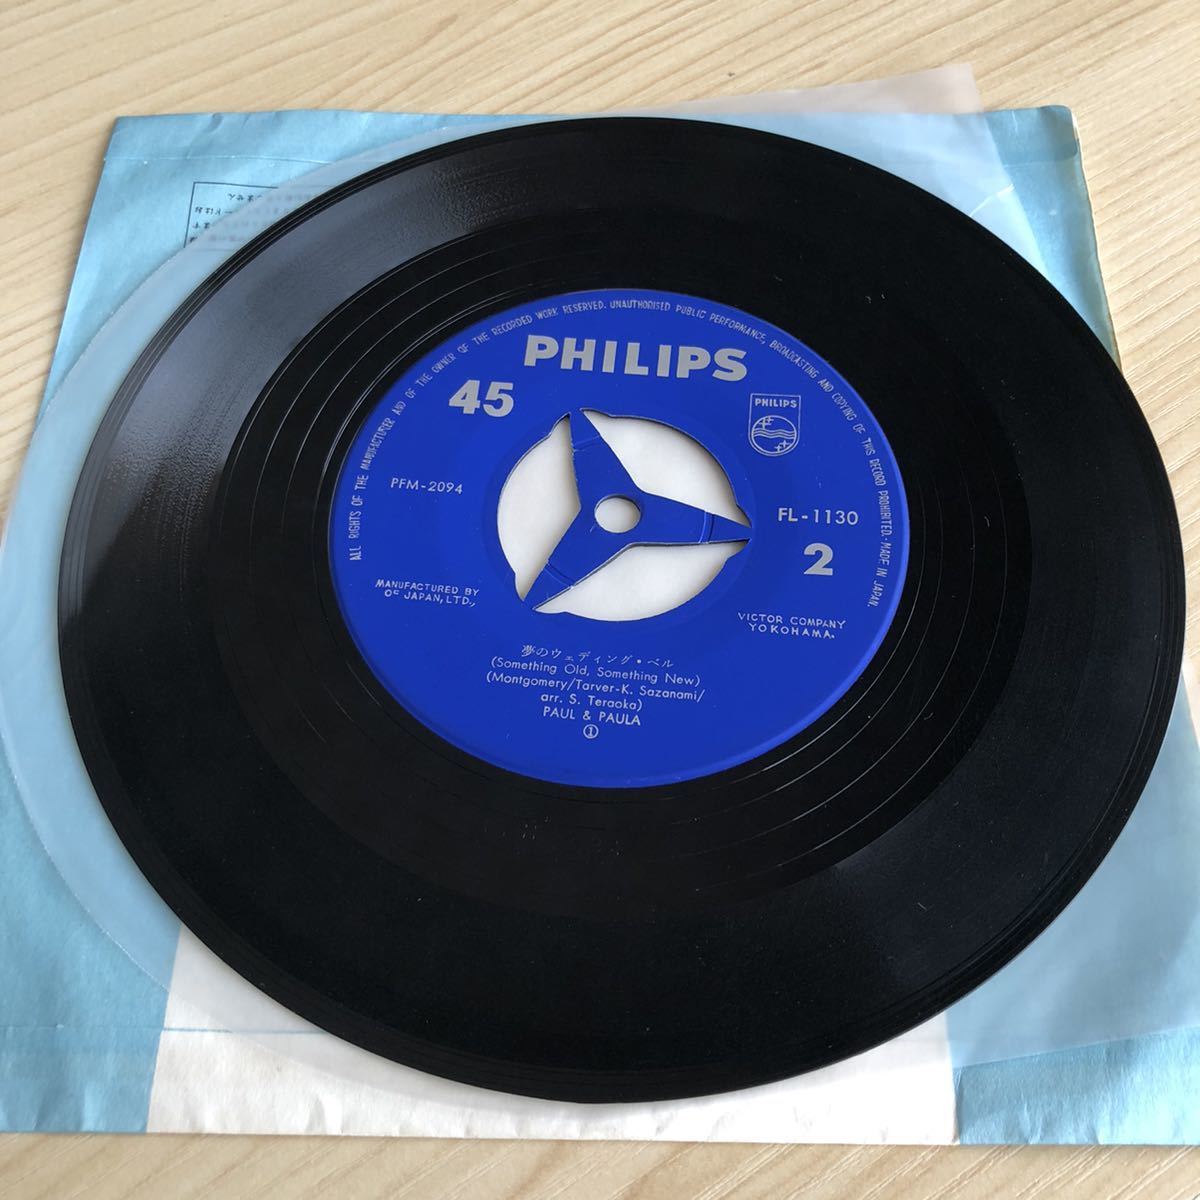 ALL RIGHTS OF THE MANUFACTURER AND OF THE OWNER OF THE RECORDED WORK RESERVED. UNAUTHORISED PUBLIC PERFORMANCE, BROADCASTING AND COPYING OF THIS RECORD PROHIBITED.-MADE IN JAPAN.
PHILIPS
45
PHILIPS
PFM-2094
FL-1130
2
MANUFACTURED BY
OF JAPAN, LTD.,
VICTOR COMPANY
YOKOHAMA.
夢のウェディング・ベル
(Something Old, Something New)
(Montgomery/Tarver-K. Sazanami/
arr. S. Teraoka)
PAUL & PAULA
①